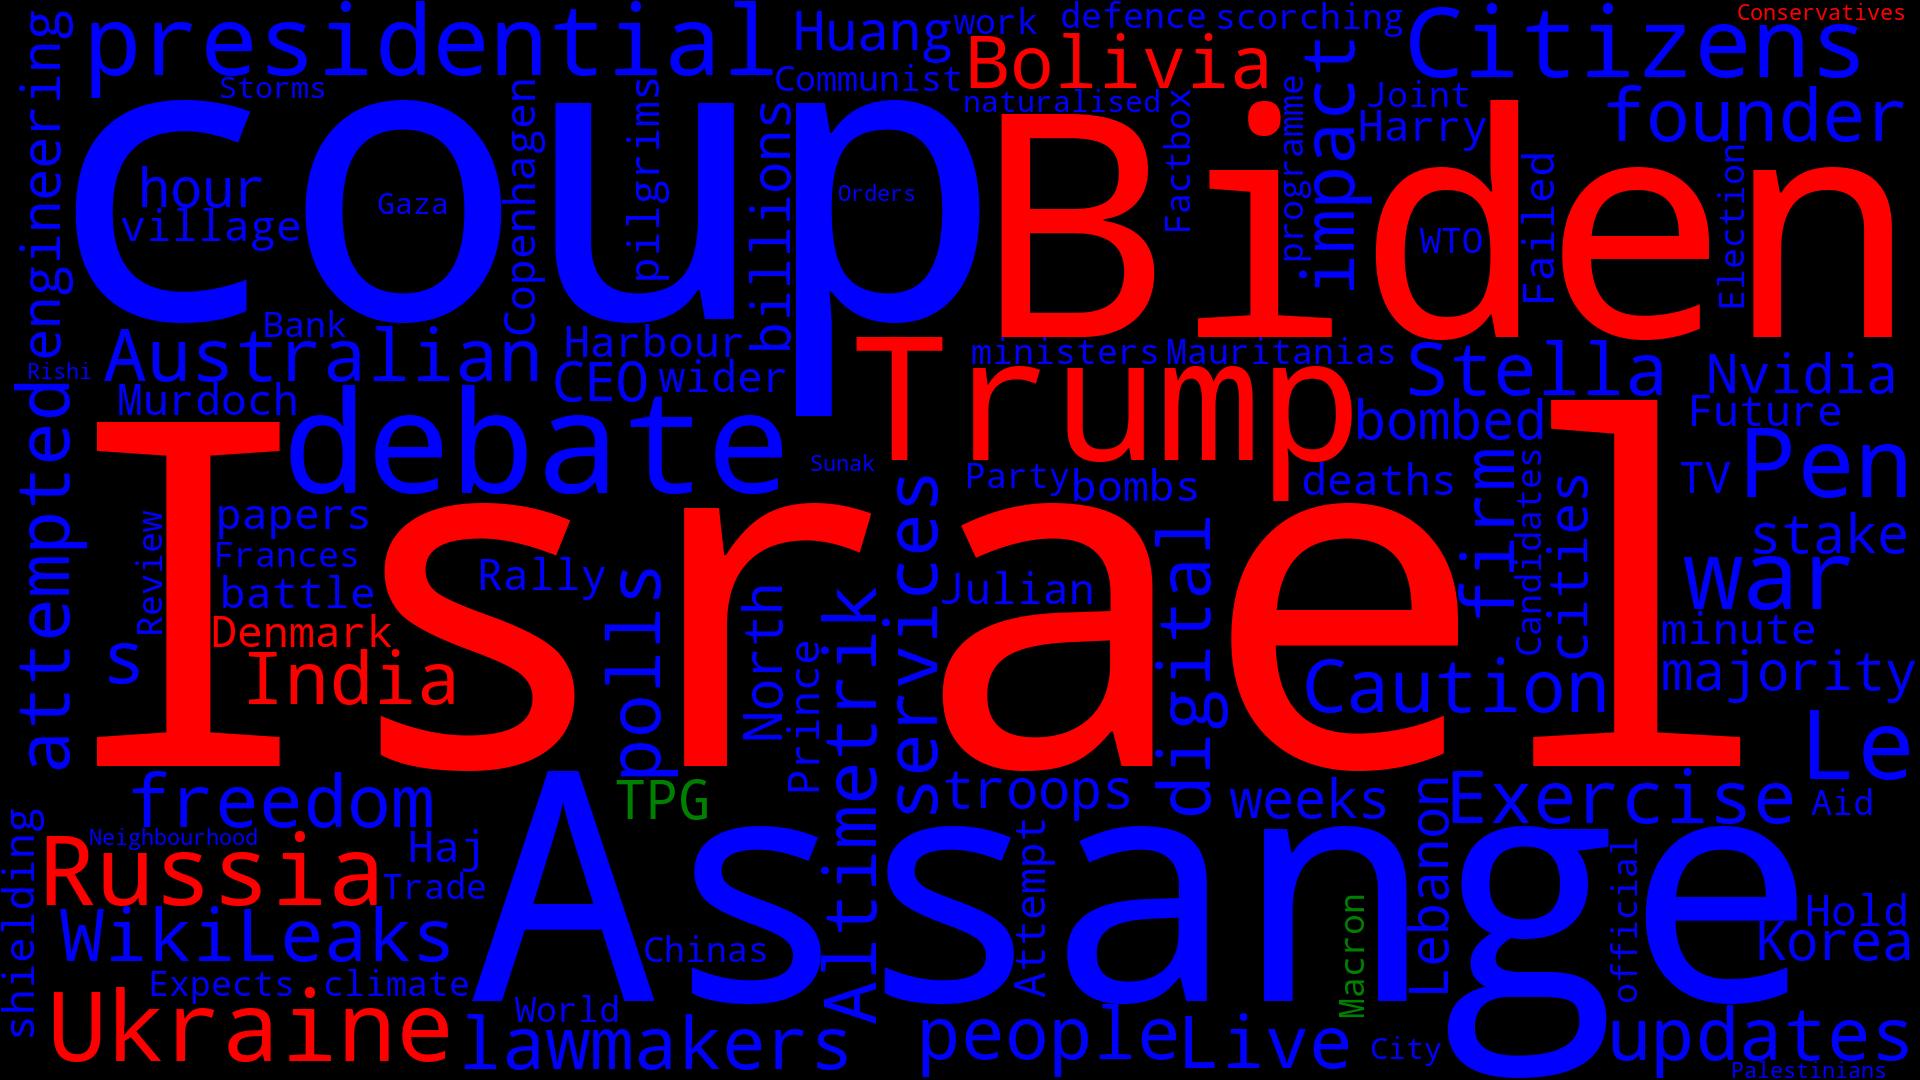 engineering
presidential
Huang
work
defence
scorching
Citizens
Conservatives
Storms
Communist
Bolivia
impact
naturalised
Joint
Harry
founder
coup
Biden
hour
village
Gaza
Copenhagen
pilgrims
billions
Orders
Factbox
programme
WTO
Failed
Election
Bank
Australian
Rishi
Murdoch
Harbour
CEO
wider
Trump
ministers
Mauritanias
Stella
Nvidia
Future
debate
Sunak
bombed
Pen
attempted
Israel
Party
bombs
deaths
firm
Candidates
cities
TV
stake
war
papers
Review
Frances
battle
Rally
Denmark
India
s
polls
North
Prince
Altimetrik
services
Julian
digital
Caution
minute
majority
Le
freedom
TPG
troops
weeks
Lebanon
Exercise
Aid
shielding
Neighbourhood
Russia
Haj
Trade
Assange
WikiLeaks
Chinas
Attempt
Macron
official
Hold
Korea
Expects
climate
World
Ukraine
lawmakers
people
Live
City
updates
Palestinians